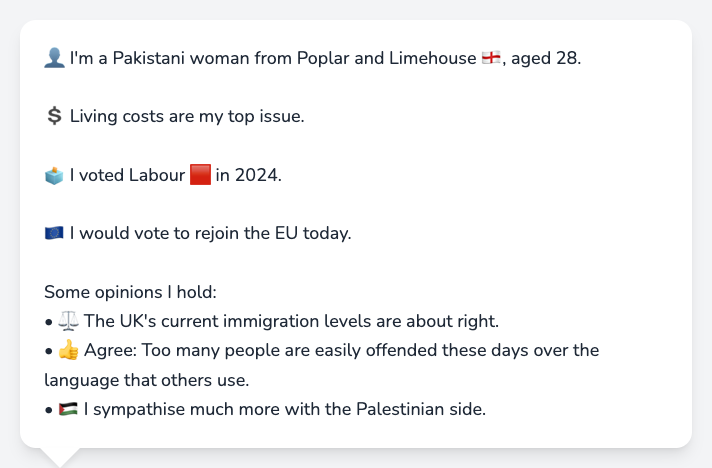 👤 I'm a Pakistani woman from Poplar and Limehouse 🏴󠁧󠁢󠁥󠁮󠁧󠁿, aged 28.
💲 Living costs are my top issue.
🗳️ I voted Labour 🟥 in 2024.
🇪🇺 I would vote to rejoin the EU today.
Some opinions I hold:
• ⚖️ The UK's current immigration levels are about right.
• 👍 Agree: Too many people are easily offended these days over the
language that others use.
• 🇵🇸 I sympathise much more with the Palestinian side.